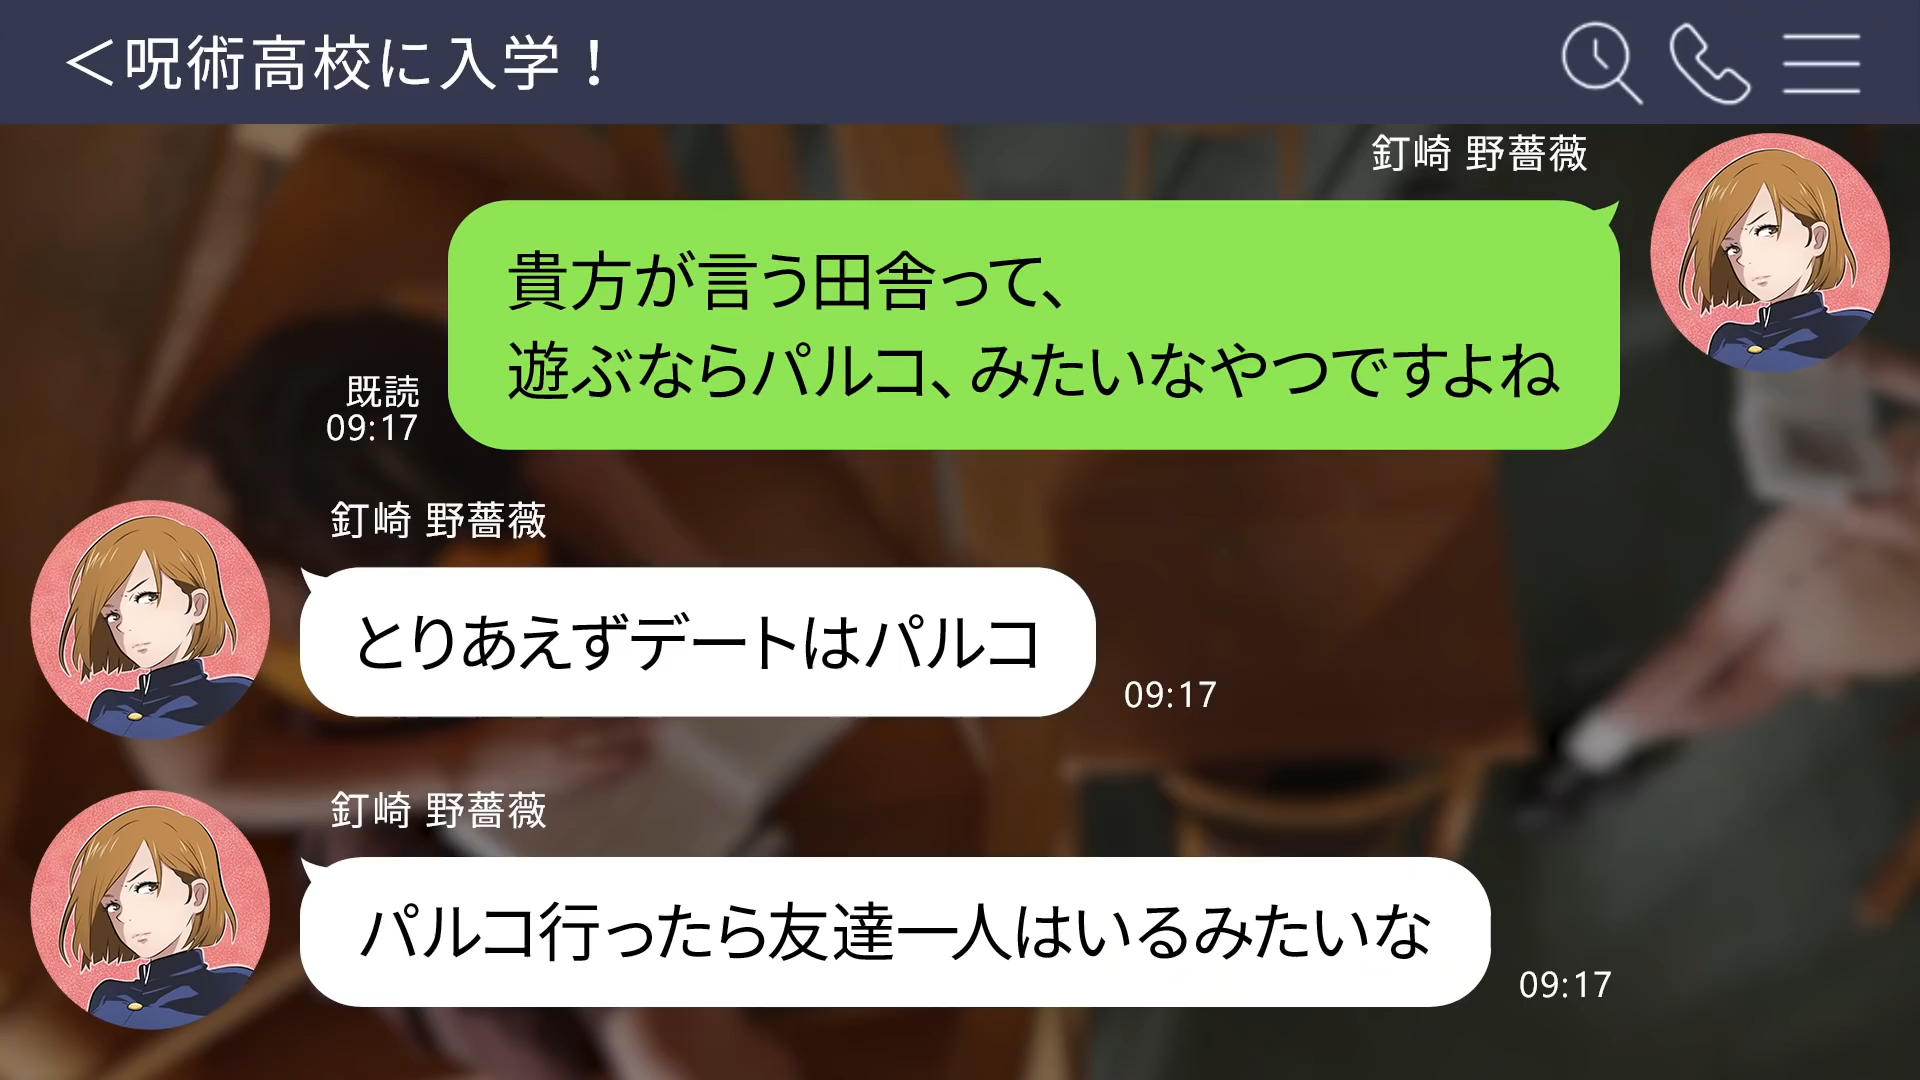 ＜呪術高校に入学！
釘崎 野薔薇
貴方が言う田舎って、
遊ぶならパルコ、みたいなやつですよね
既読
09:17
釘崎 野薔薇
とりあえずデートはパルコ
09:17
釘崎 野薔薇
パルコ行ったら友達一人はいるみたいな
09:17